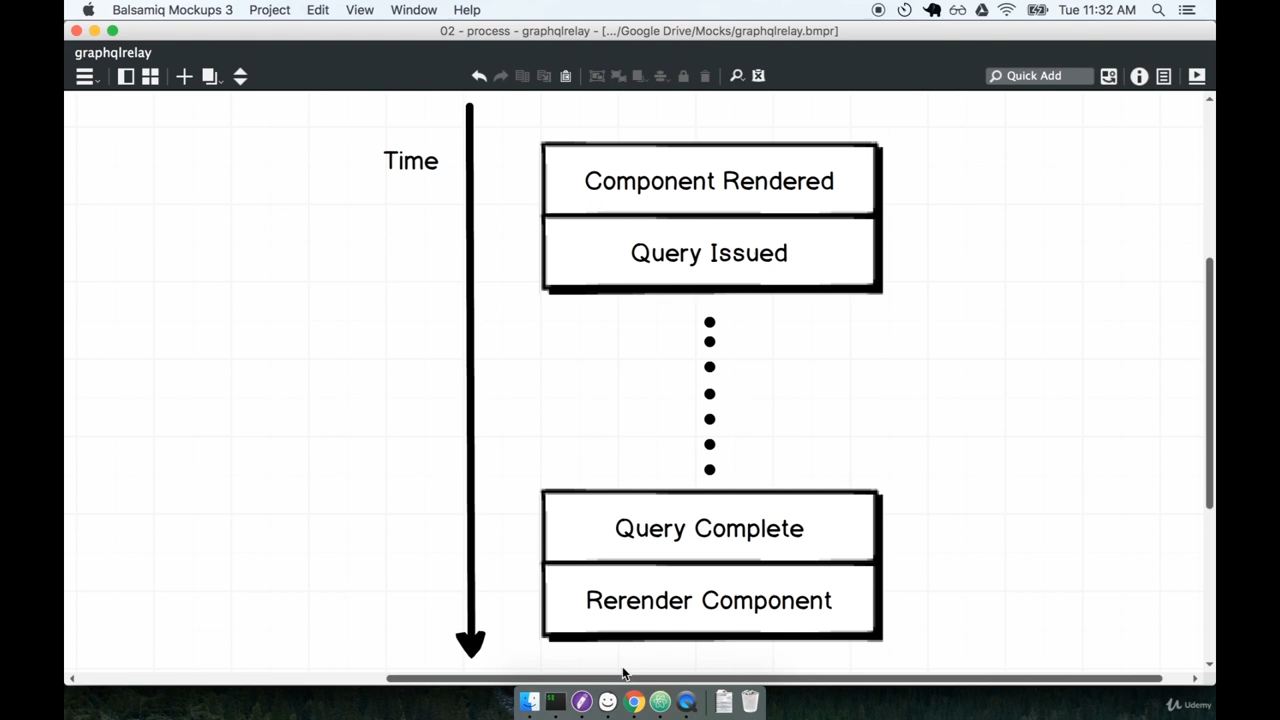 Balsamiq Mockups 3 Project Edit View Window Help Tue 11:32 AM
02 - process - graphqlrelay - [.../Google Drive/Mocks/graphqlrelay.bmpr]
graphqlrelay
Quick Add
Time
Component Rendered
Query Issued
Query Complete
Rerender Component
Udemy